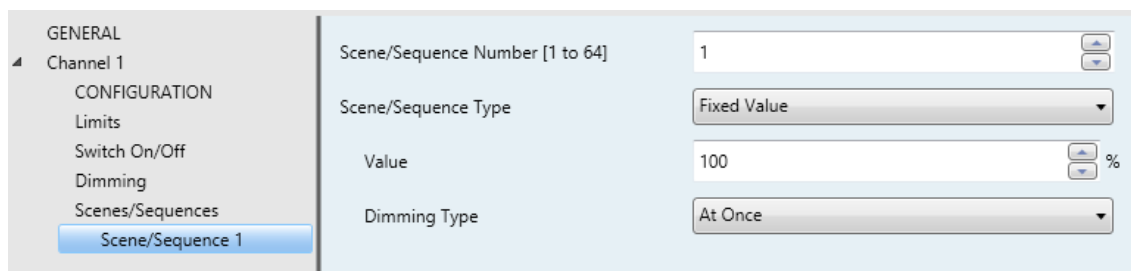 GENERAL
Channel 1
CONFIGURATION
Limits
Switch On/Off
Dimming
Scenes/Sequences
Scene/Sequence 1
Scene/Sequence Number [1 to 64] 1
Scene/Sequence Type Fixed Value
Value 100 %
Dimming Type At Once